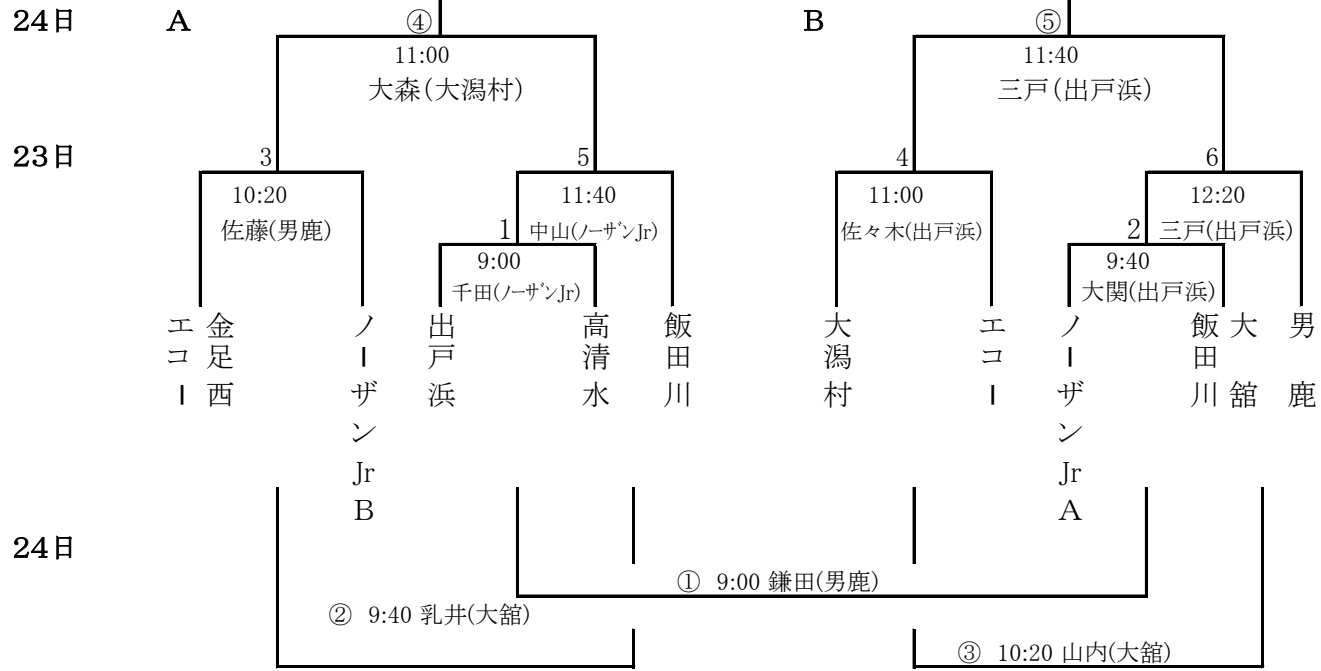 24日 A ④ B ⑤
11:00 11:40
大森(大潟村) 三戸(出戸浜)
23日 3 5 4 6
10:20 11:40 11:00 12:20
佐藤(男鹿) 1 中山(ノーザンJr) 佐々木(出戸浜) 2 三戸(出戸浜)
9:00 9:40
千田(ノーザンJr) 大関(出戸浜)
エコー
金足西
ノーザンJrB
出戸浜
高清水
飯田川
大潟村
エコー
ノーザンJrA
飯田川
大舘
男鹿
24日
① 9:00 鎌田(男鹿)
② 9:40 乳井(大舘)
③ 10:20 山内(大舘)